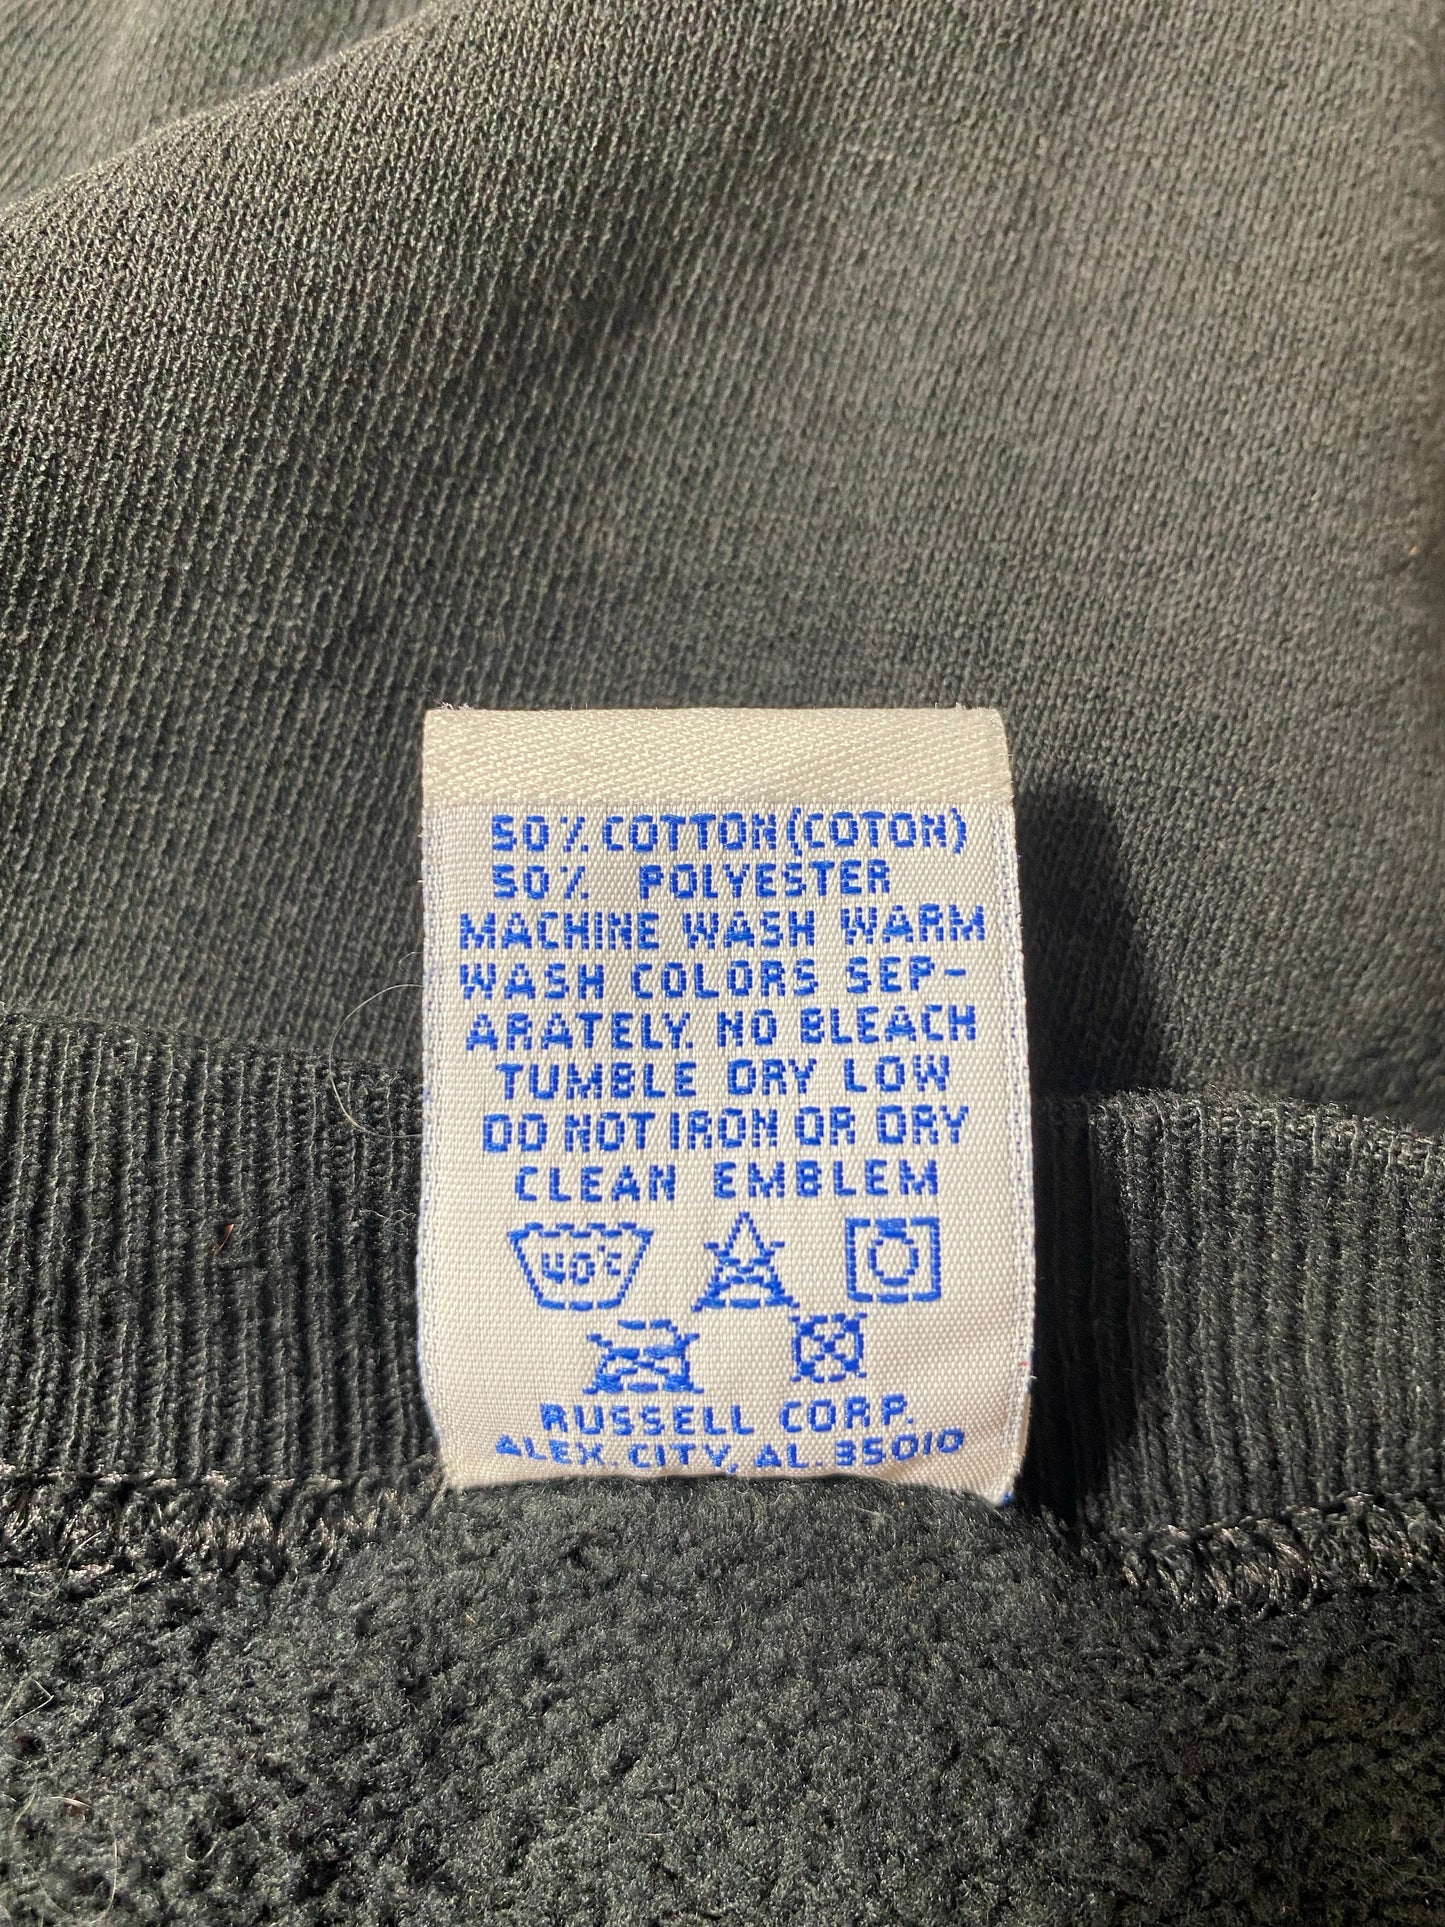 50% COTTON (COTON)
50% POLYESTER
MACHINE WASH WARM
WASH COLORS SEP-
ARATELY. NO BLEACH
TUMBLE DRY LOW
DO NOT IRON OR DRY
CLEAN EMBLEM
40°C
RUSSELL CORP.
ALEX. CITY, AL. 35010